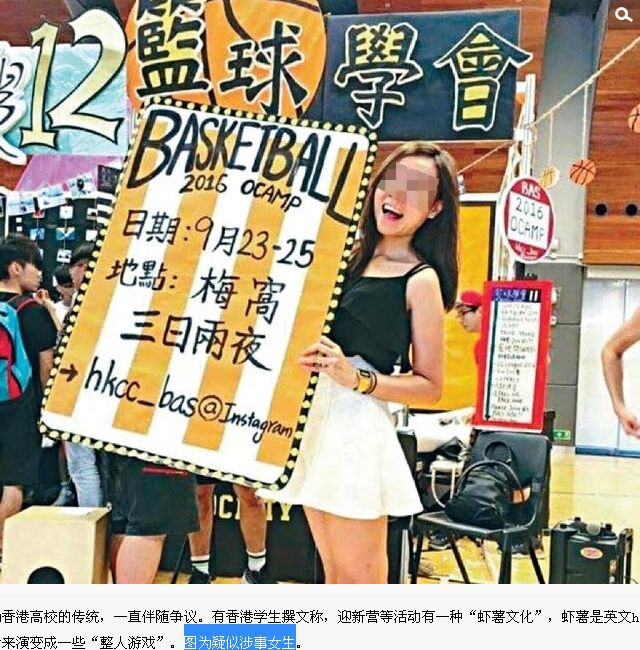 12
籃球學會
BASKETBALL
2016 OCAMP
日期：9月23-25
地點：梅窩
三日兩夜
→ hkcc_bas@Instagram
BAS
2016
OCAMP
香港高校的传统，一直伴随争议。有香港学生撰文称，迎新营等活动有一种“虾薯文化”，虾薯是英文h
来演变成一些“整人游戏”。图为疑似涉事女生。